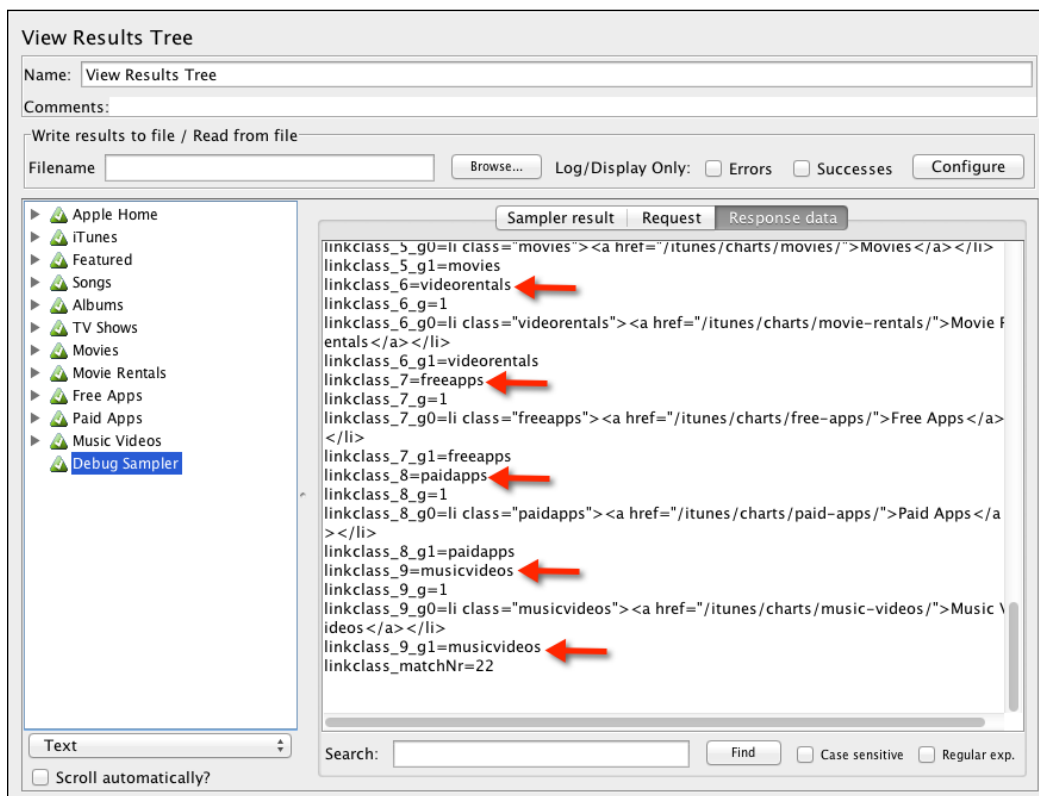 View Results Tree
Name: View Results Tree
Comments:
Write results to file / Read from file
Filename Browse... Log/Display Only: Errors Successes Configure
Apple Home
iTunes
Featured
Songs
Albums
TV Shows
Movies
Movie Rentals
Free Apps
Paid Apps
Music Videos
Debug Sampler
Text
Scroll automatically?
Sampler result Request Response data
linkclass_5_g0=li class="movies"><a href="/itunes/charts/movies/">Movies</a></li>
linkclass_5_g1=movies
linkclass_6=videorentals
linkclass_6_g=1
linkclass_6_g0=li class="videorentals"><a href="/itunes/charts/movie-rentals/">Movie R
entals</a></li>
linkclass_6_g1=videorentals
linkclass_7=freeapps
linkclass_7_g=1
linkclass_7_g0=li class="freeapps"><a href="/itunes/charts/free-apps/">Free Apps</a>
</li>
linkclass_7_g1=freeapps
linkclass_8=paidapps
linkclass_8_g=1
linkclass_8_g0=li class="paidapps"><a href="/itunes/charts/paid-apps/">Paid Apps</a
></li>
linkclass_8_g1=paidapps
linkclass_9=musicvideos
linkclass_9_g=1
linkclass_9_g0=li class="musicvideos"><a href="/itunes/charts/music-videos/">Music V
ideos</a></li>
linkclass_9_g1=musicvideos
linkclass_matchNr=22
Search: Find Case sensitive Regular exp.